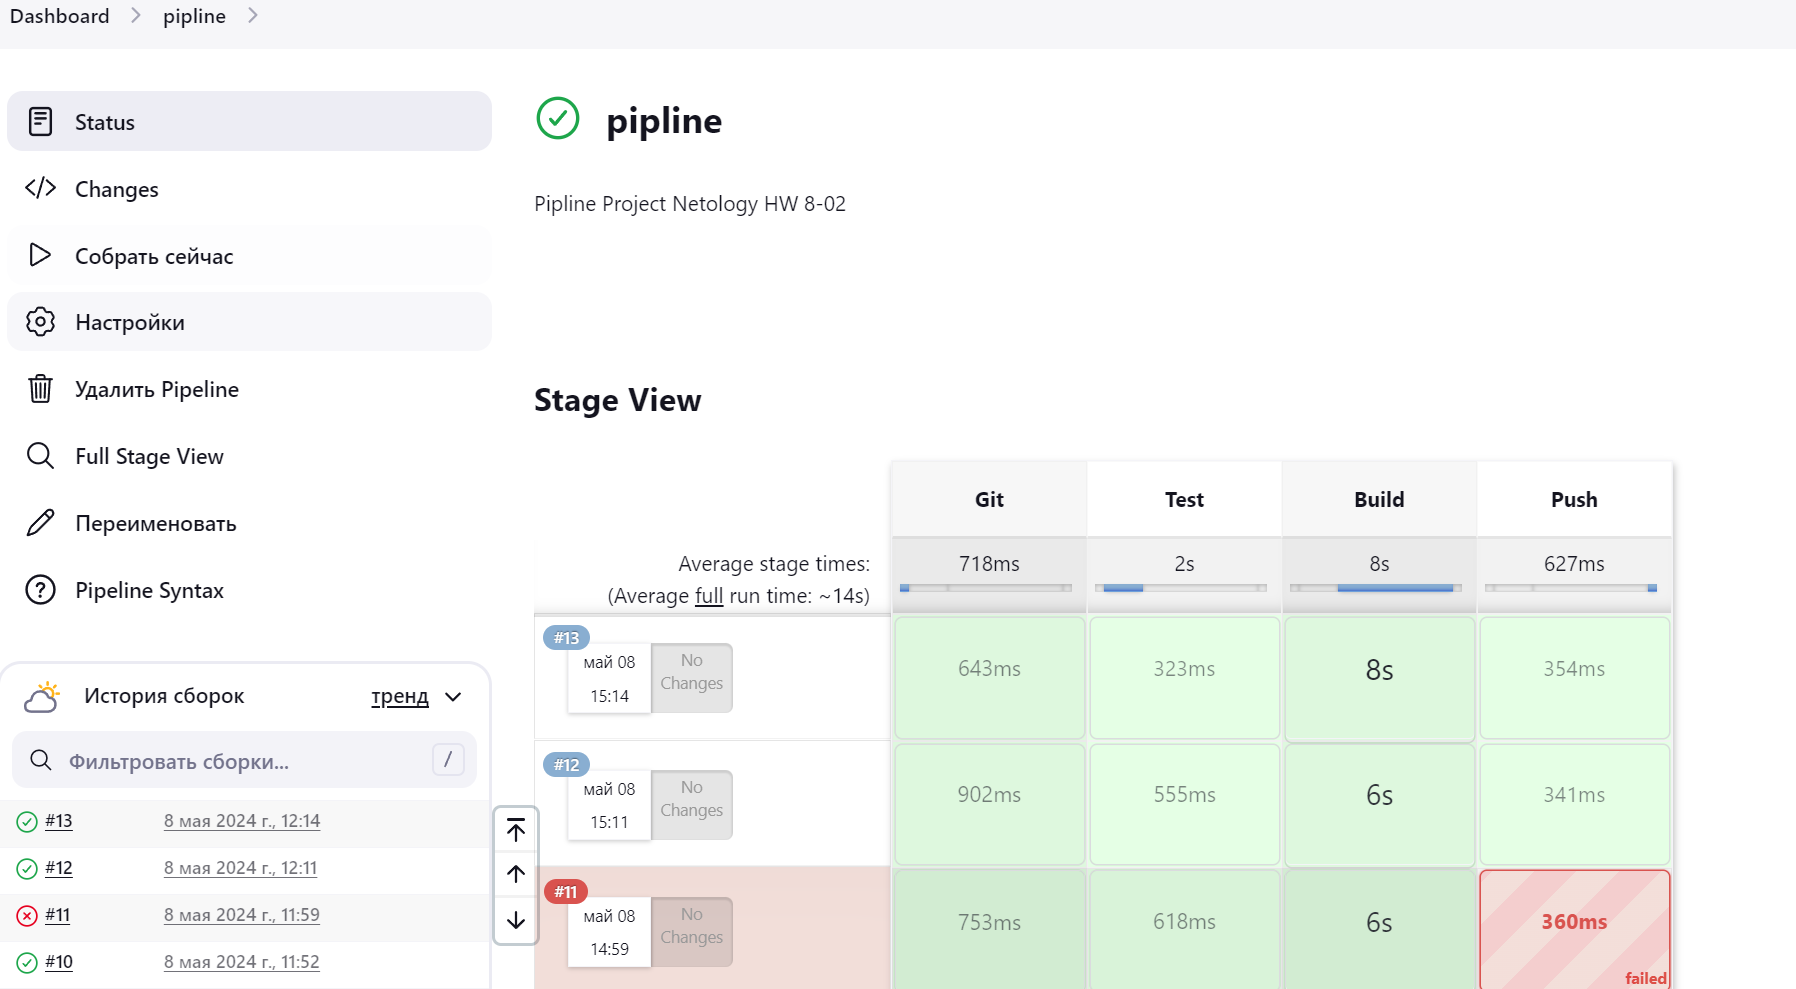 Dashboard
pipline
Status
Changes
Собрать сейчас
Настройки
Удалить Pipeline
Full Stage View
Переименовать
Pipeline Syntax
История сборок
тренд
Фильтровать сборки...
/
#13
8 мая 2024 г., 12:14
#12
8 мая 2024 г., 12:11
#11
8 мая 2024 г., 11:59
#10
8 мая 2024 г., 11:52
pipline
Pipline Project Netology HW 8-02
Stage View
Git
Test
Build
Push
Average stage times:
(Average full run time: ~14s)
718ms
2s
8s
627ms
#13
май 08
15:14
No
Changes
643ms
323ms
8s
354ms
#12
май 08
15:11
No
Changes
902ms
555ms
6s
341ms
#11
май 08
14:59
No
Changes
753ms
618ms
6s
360ms
failed